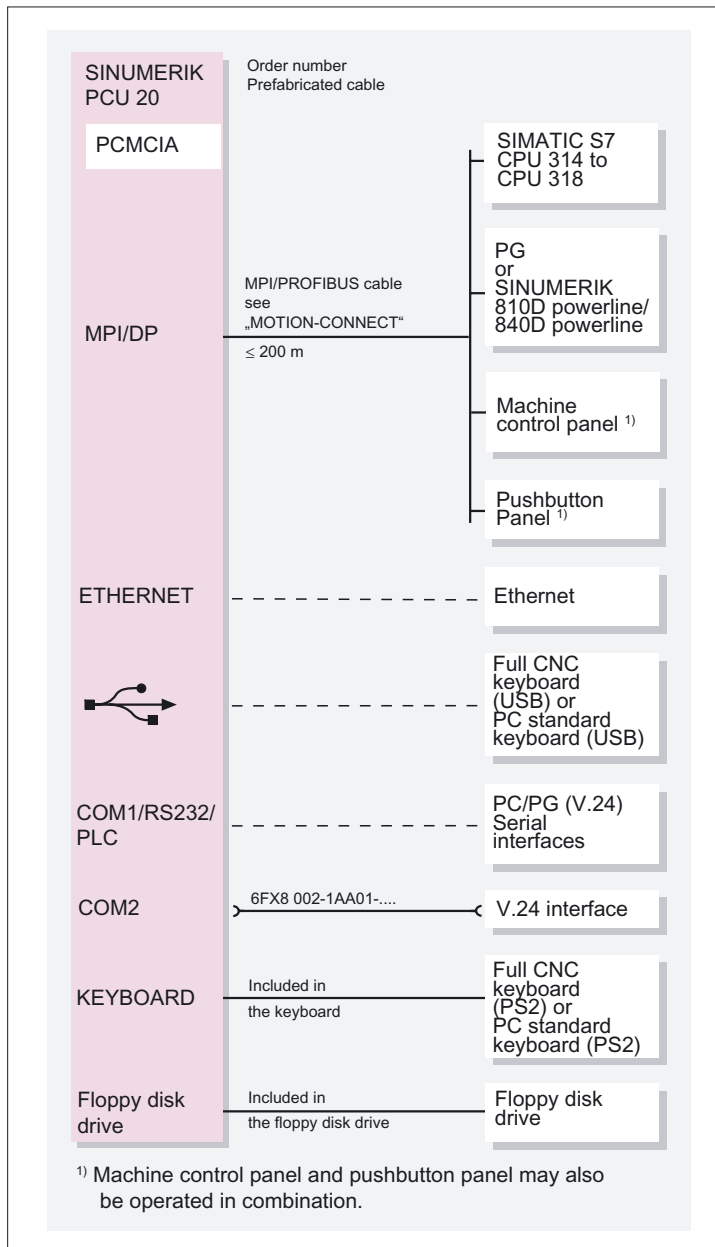 SINUMERIK
PCU 20
Order number
Prefabricated cable
PCMCIA
SIMATIC S7
CPU 314 to
CPU 318
MPI/DP
MPI/PROFIBUS cable
see
„MOTION-CONNECT“
≤ 200 m
PG
or
SINUMERIK
810D powerline/
840D powerline
Machine
control panel 1)
Pushbutton
Panel 1)
ETHERNET
Ethernet
Full CNC
keyboard
(USB) or
PC standard
keyboard (USB)
COM1/RS232/
PLC
PC/PG (V.24)
Serial
interfaces
COM2
6FX8 002-1AA01-....
V.24 interface
KEYBOARD
Included in
the keyboard
Full CNC
keyboard
(PS2) or
PC standard
keyboard (PS2)
Floppy disk
drive
Included in
the floppy disk drive
Floppy disk
drive
1) Machine control panel and pushbutton panel may also
be operated in combination.